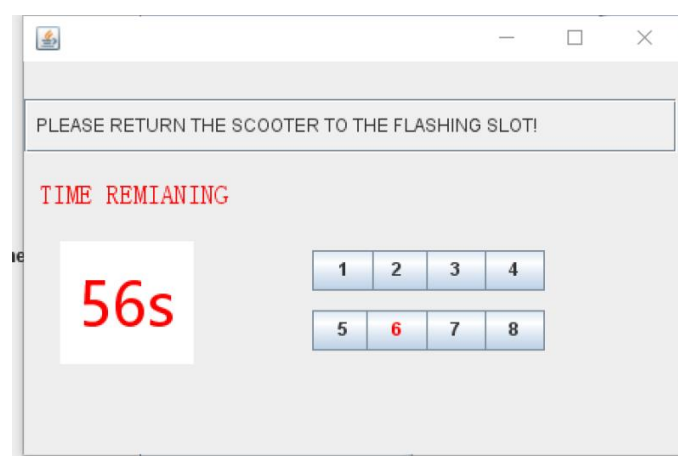 PLEASE RETURN THE SCOOTER TO THE FLASHING SLOT!
TIME REMIANING
56s
1 2 3 4
5 6 7 8